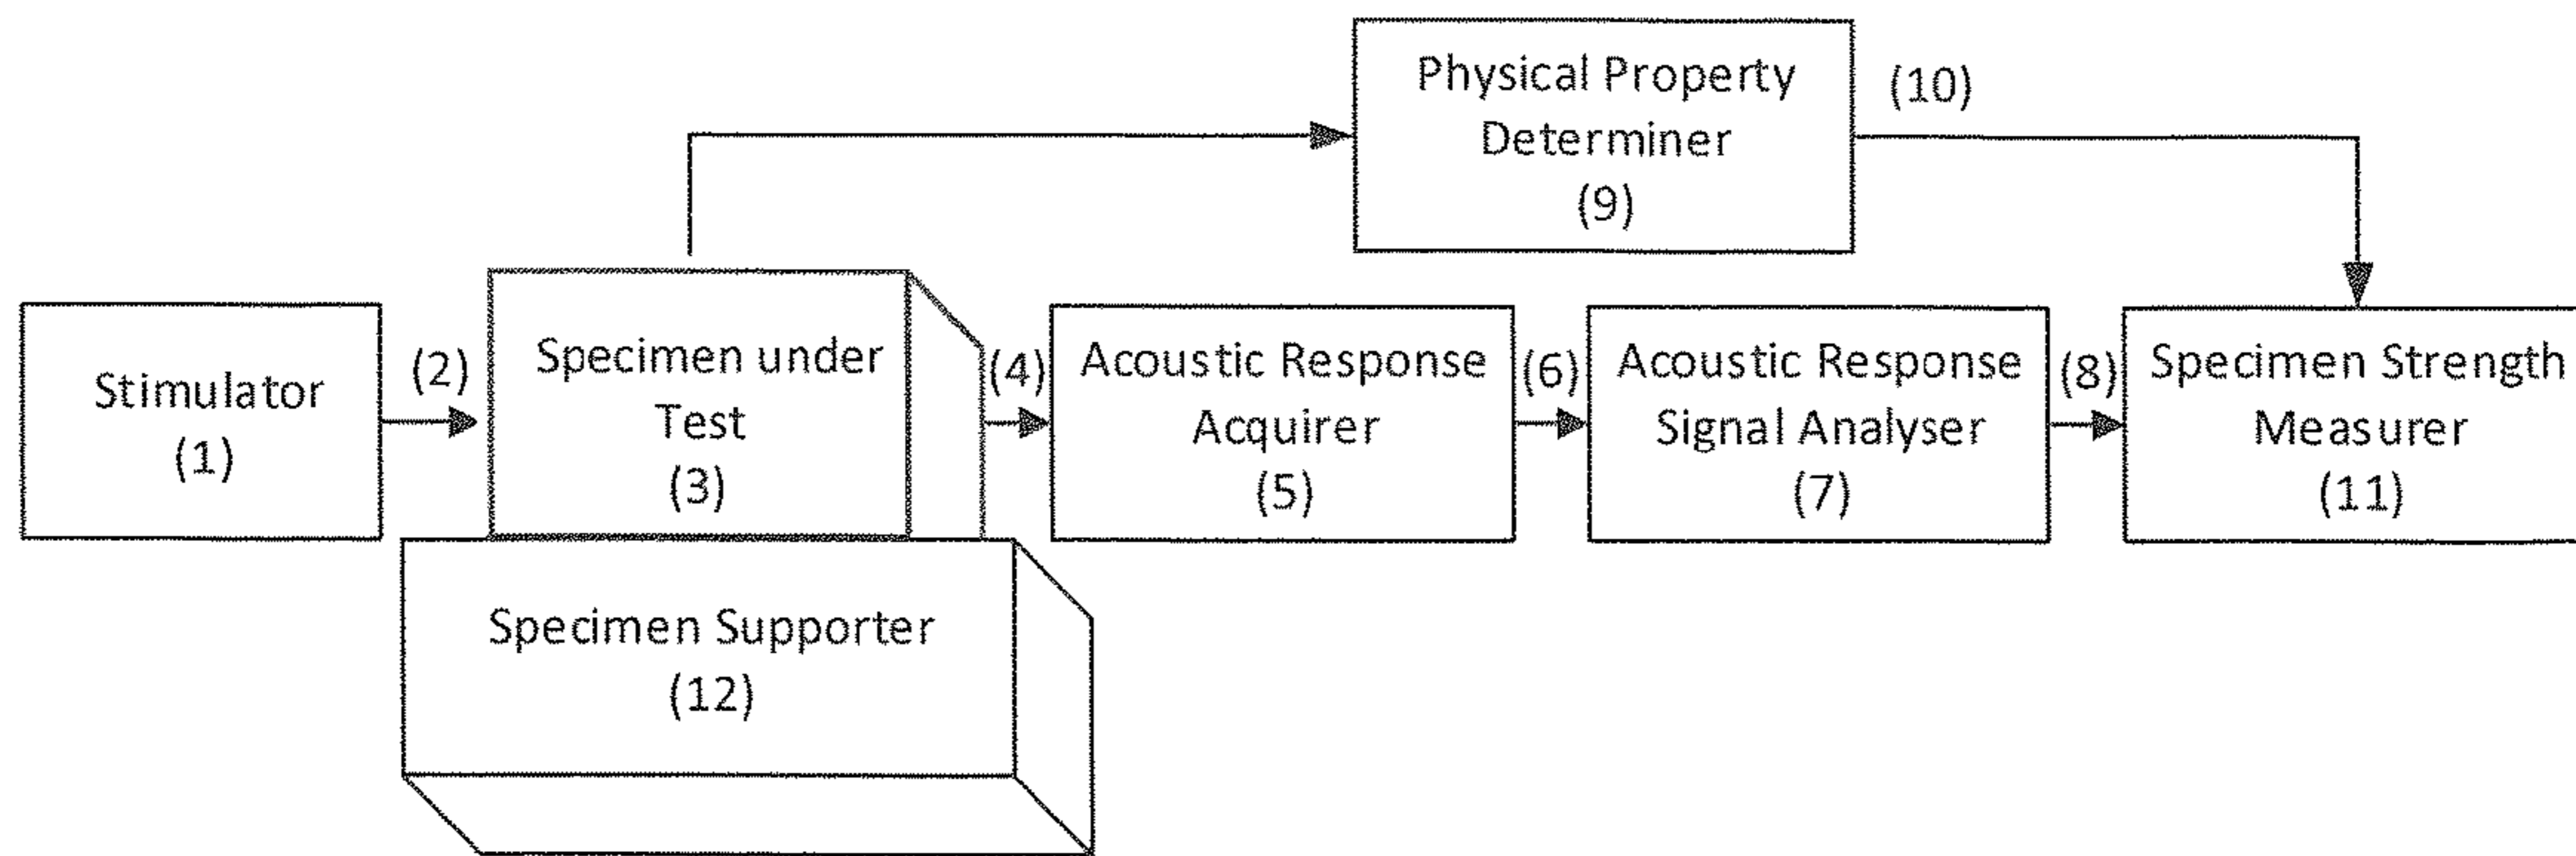 Physical Property
Determiner
(9)
(10)
Stimulator
(1)
(2)
Specimen under
Test
(3)
(4)
Acoustic Response
Acquirer
(5)
(6)
Acoustic Response
Signal Analyser
(7)
(8)
Specimen Strength
Measurer
(11)
Specimen Supporter
(12)